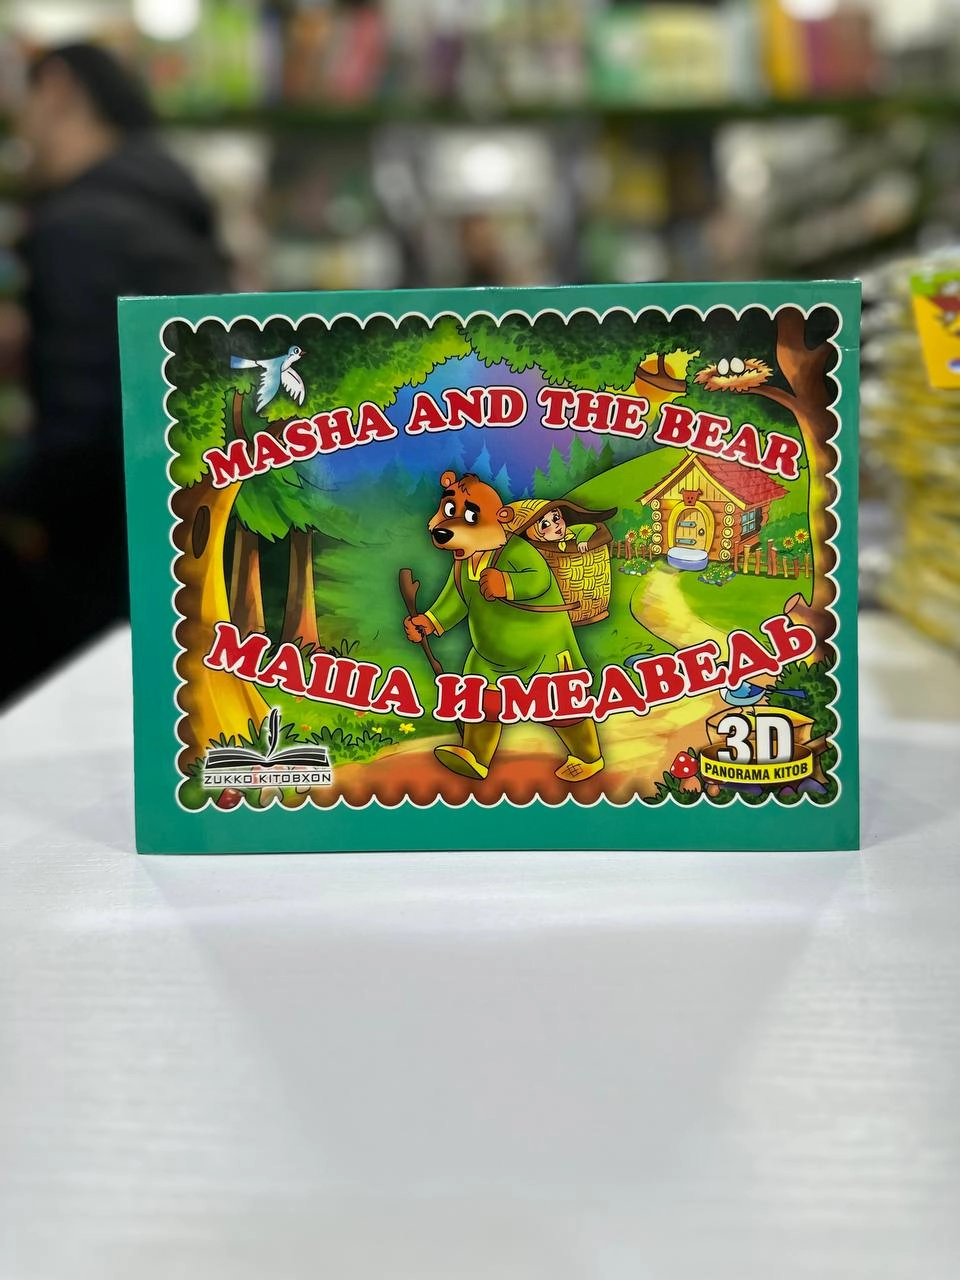 MASHA AND THE BEAR
МАША И МЕДВЕДЬ
ZUKKO KITOBXON
3D
PANORAMA KITOB